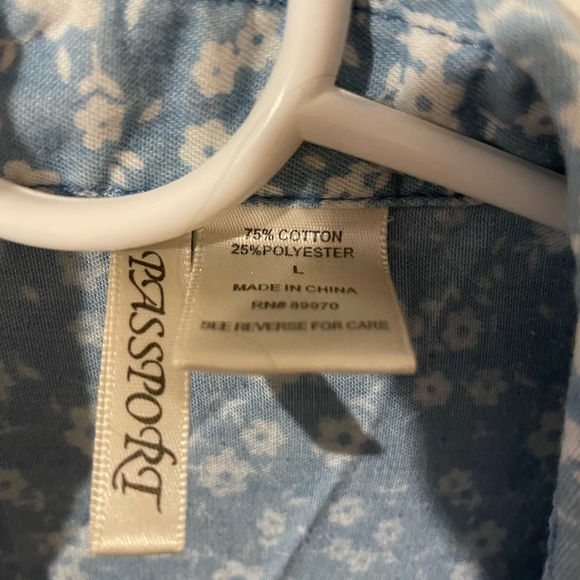 PASSPORT
75% COTTON
25%POLYESTER
L
MADE IN CHINA
RN# 89970
SEE REVERSE FOR CARE